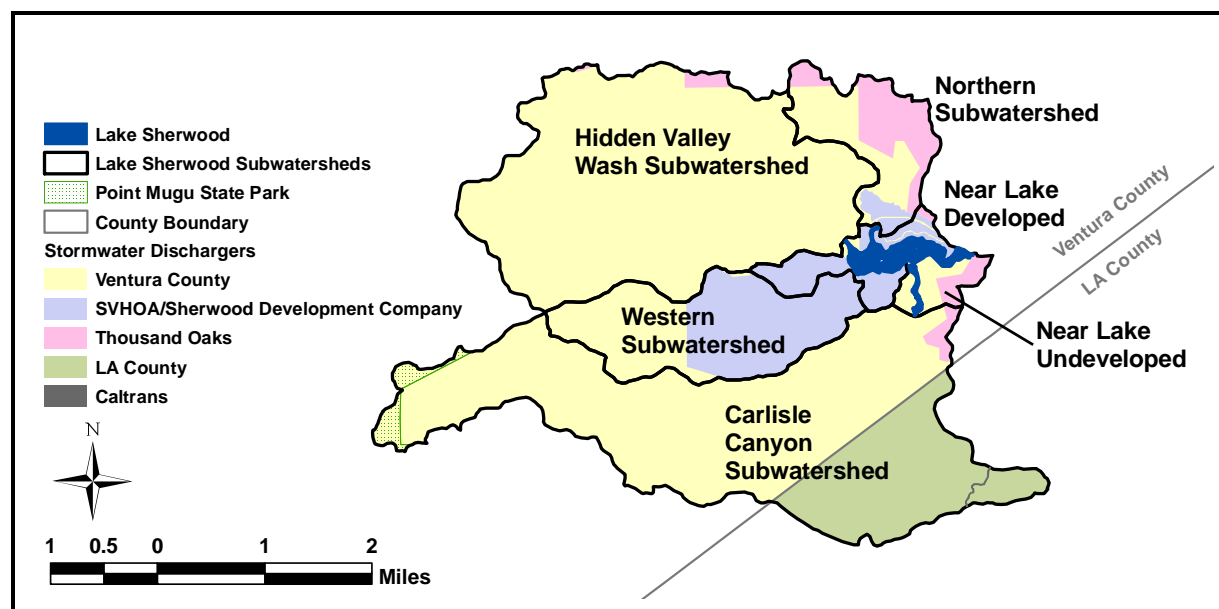 Lake Sherwood
Lake Sherwood Subwatersheds
Point Mugu State Park
County Boundary
Stormwater Dischargers
Ventura County
SVHOA/Sherwood Development Company
Thousand Oaks
LA County
Caltrans
N
1 0.5 0 1 2
Miles
Hidden Valley
Wash Subwatershed
Northern
Subwatershed
Near Lake
Developed
Ventura County
LA County
Western
Subwatershed
Near Lake
Undeveloped
Carlisle
Canyon
Subwatershed